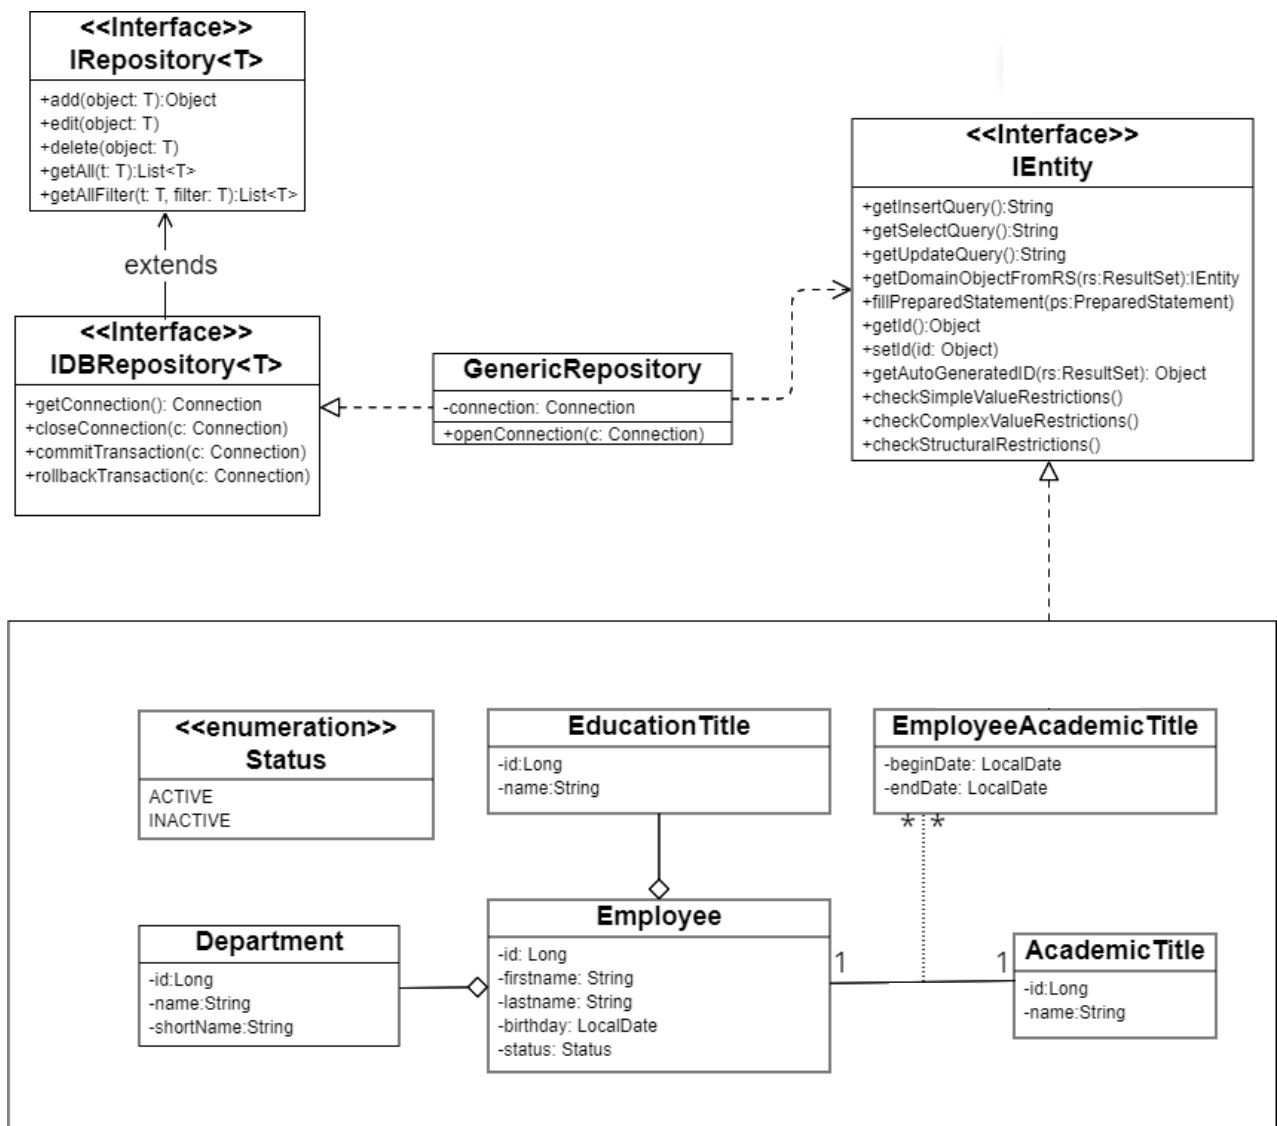 <<Interface>>
IRepository<T>
+add(object: T):Object
+edit(object: T)
+delete(object: T)
+getAll(t: T):List<T>
+getAllFilter(t: T, filter: T):List<T>
extends
<<Interface>>
IDBRepository<T>
+getConnection(): Connection
+closeConnection(c: Connection)
+commitTransaction(c: Connection)
+rollbackTransaction(c: Connection)
GenericRepository
-connection: Connection
+openConnection(c: Connection)
<<Interface>>
IEntity
+getInsertQuery():String
+getSelectQuery():String
+getUpdateQuery():String
+getDomainObjectFromRS(rs:ResultSet):IEntity
+fillPreparedStatement(ps:PreparedStatement)
+getId():Object
+setId(id: Object)
+getAutoGeneratedID(rs:ResultSet): Object
+checkSimpleValueRestrictions()
+checkComplexValueRestrictions()
+checkStructuralRestrictions()
<<enumeration>>
Status
ACTIVE
INACTIVE
EducationTitle
-id:Long
-name:String
EmployeeAcademicTitle
-beginDate: LocalDate
-endDate: LocalDate
* *
Department
-id:Long
-name:String
-shortName:String
Employee
-id: Long
-firstname: String
-lastname: String
-birthday: LocalDate
-status: Status
1
1
AcademicTitle
-id:Long
-name:String